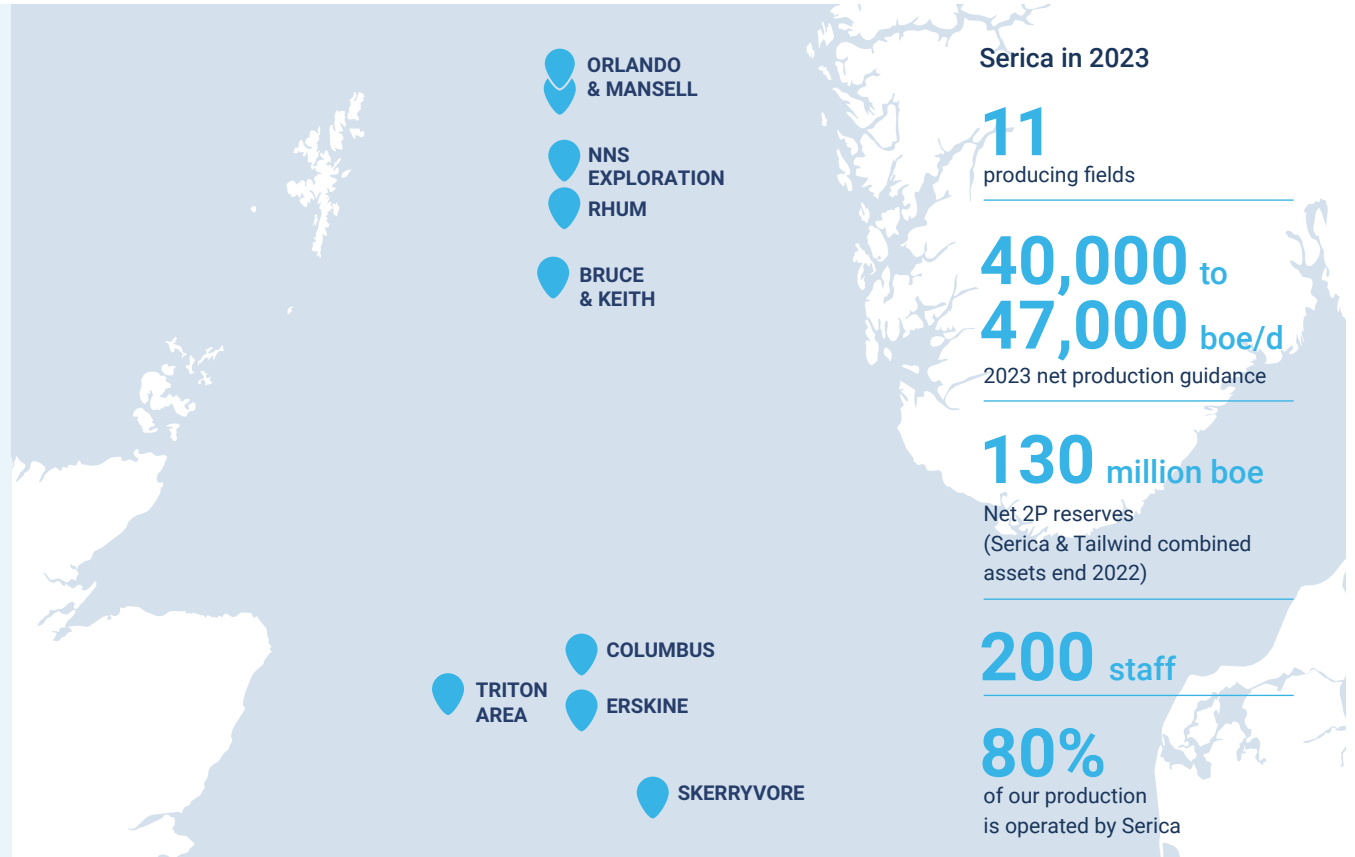 ORLANDO
& MANSELL
NNS
EXPLORATION
RHUM
BRUCE
& KEITH
COLUMBUS
TRITON
AREA
ERSKINE
SKERRYVORE
Serica in 2023
11
producing fields
40,000 to
47,000 boe/d
2023 net production guidance
130 million boe
Net 2P reserves
(Serica & Tailwind combined
assets end 2022)
200 staff
80%
of our production
is operated by Serica